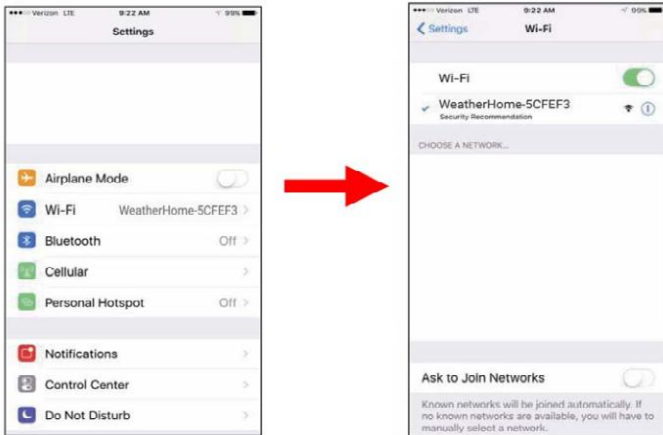 Verizon LTE 9:22 AM 99%
Settings
Airplane Mode
Wi-Fi WeatherHome-5CFEF3
Bluetooth Off
Cellular
Personal Hotspot Off
Notifications
Control Center
Do Not Disturb
Verizon LTE 9:22 AM 99%
Settings Wi-Fi
Wi-Fi
WeatherHome-5CFEF3
Security Recommendation
CHOOSE A NETWORK...
Ask to Join Networks
Known networks will be joined automatically. If
no known networks are available, you will have to
manually select a network.